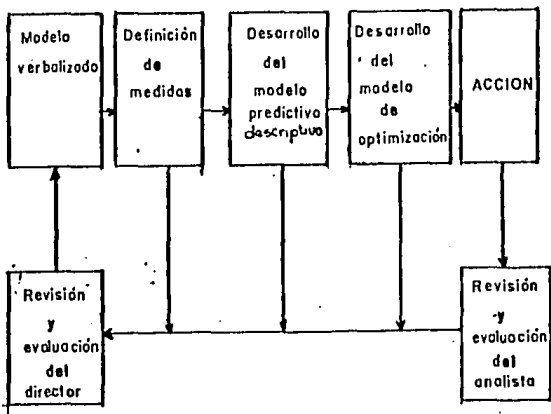 Modelo
verbalizado
Definición
de
medidas
Desarrollo
del
modelo
predictivo
descriptivo
Desarrollo
del
modelo
de
optimización
ACCION
Revisión
y
evaluación
del
director
Revisión
y
evaluación
del
analista